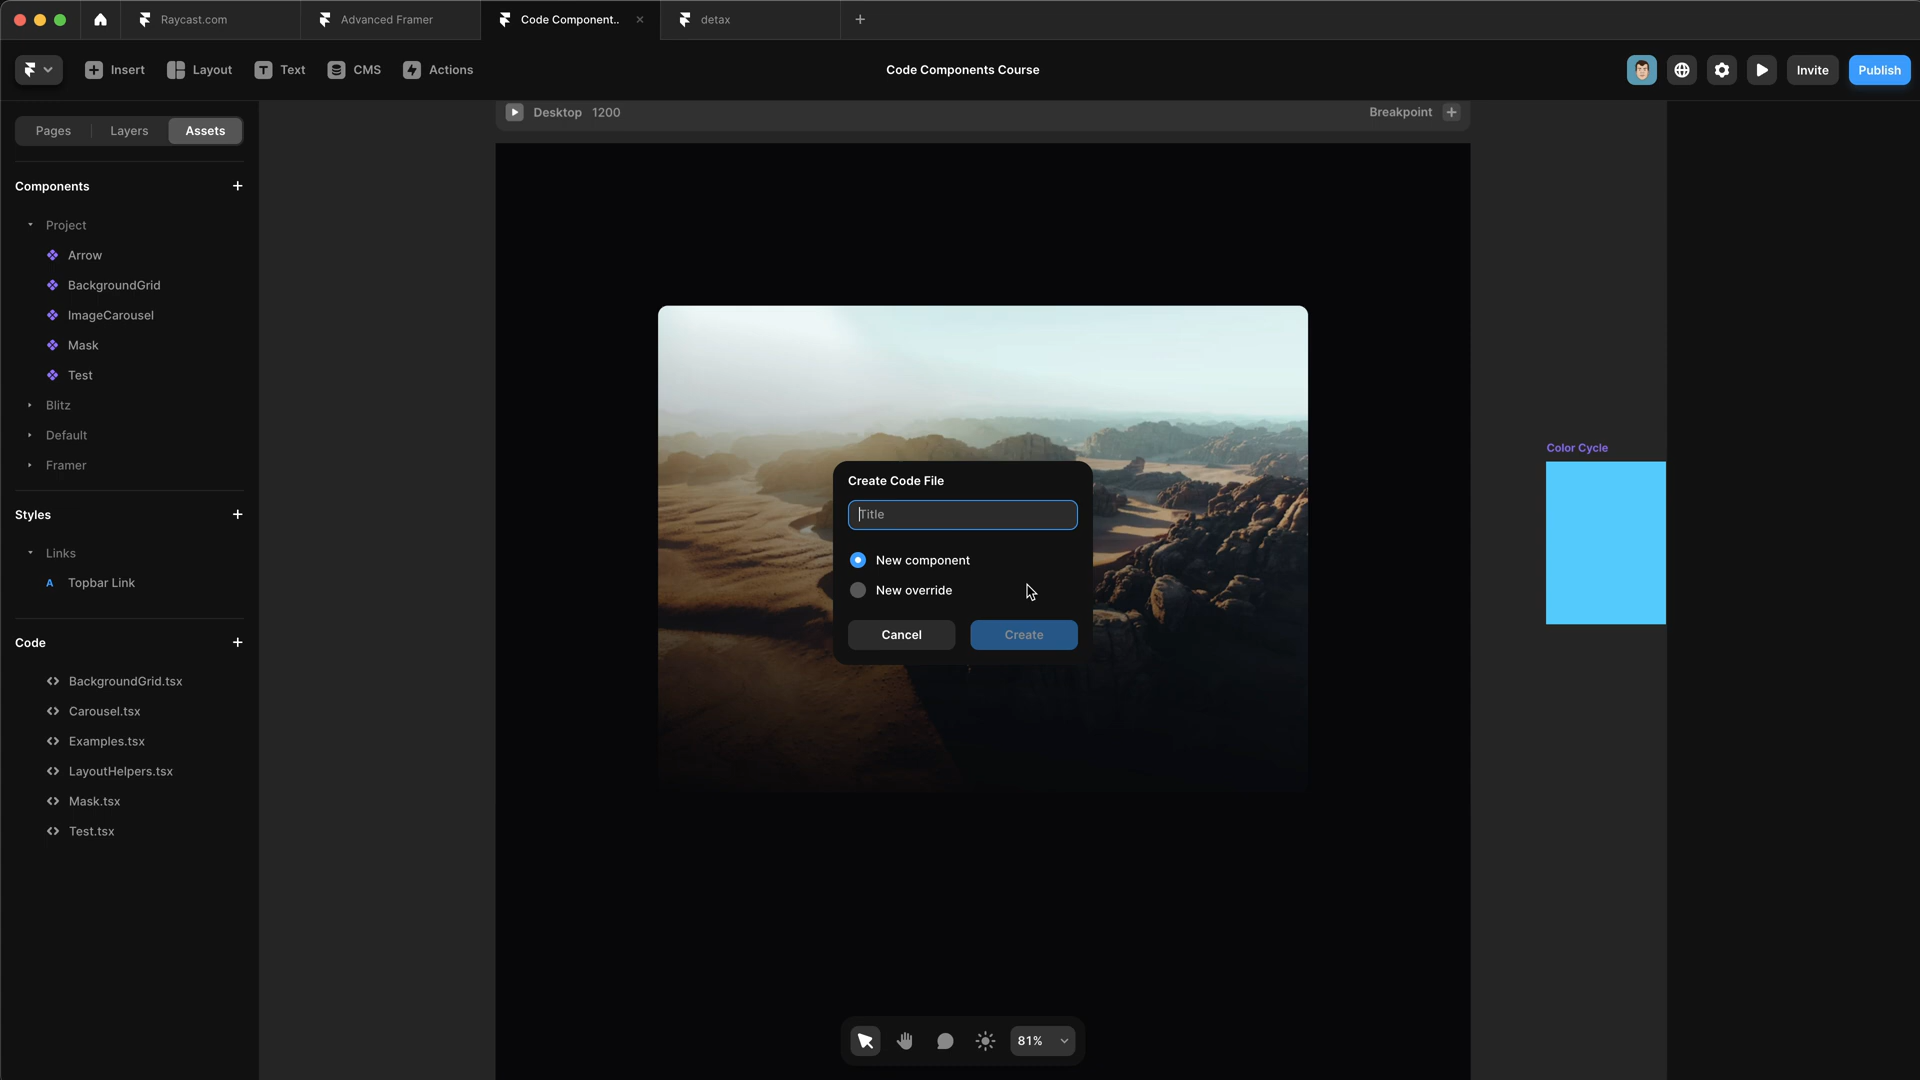 Raycast.com
Advanced Framer
Code Component..
detax
Insert
Layout
Text
CMS
Actions
Code Components Course
Invite
Publish
Pages
Layers
Assets
Desktop 1200
Breakpoint
Components
Project
Arrow
BackgroundGrid
ImageCarousel
Mask
Test
Blitz
Default
Framer
Styles
Links
A Topbar Link
Code
BackgroundGrid.tsx
Carousel.tsx
Examples.tsx
LayoutHelpers.tsx
Mask.tsx
Test.tsx
Create Code File
Title
New component
New override
Cancel
Create
Color Cycle
81%